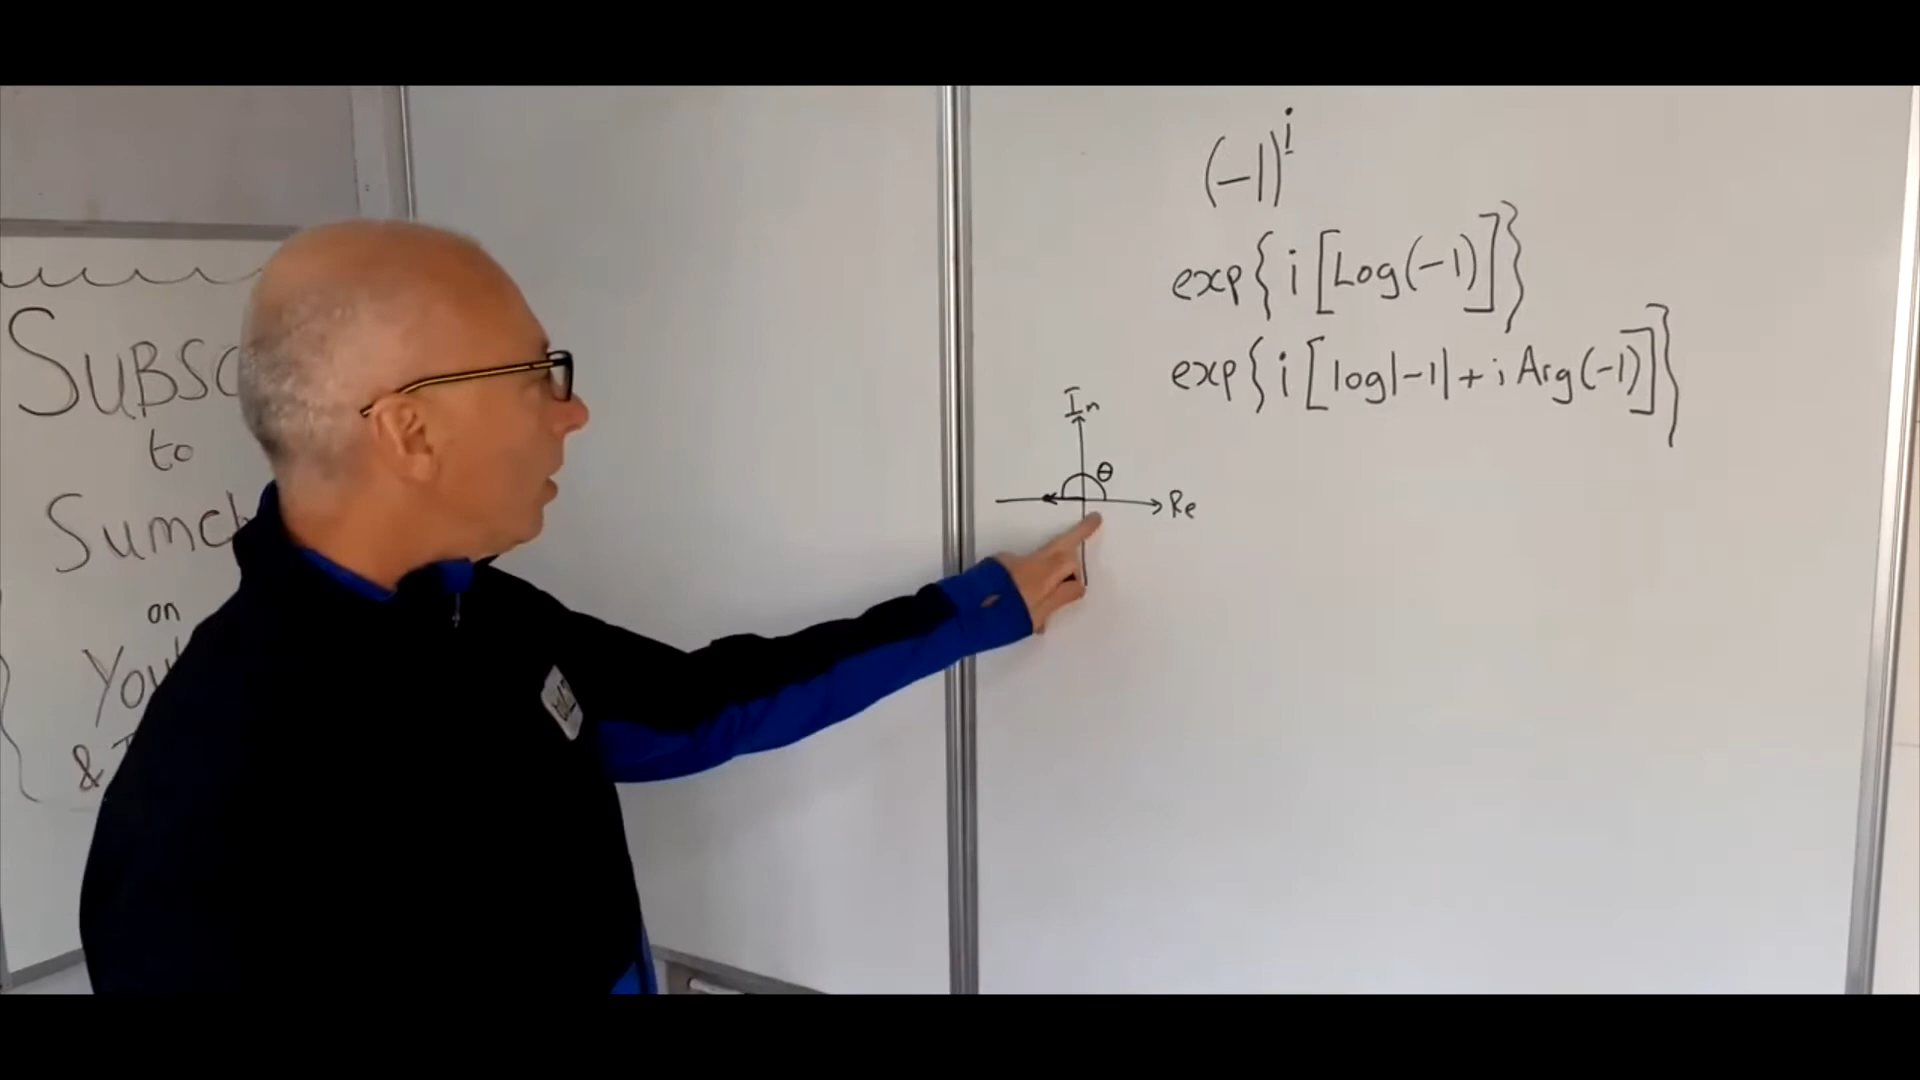 SUBSC
to
Sumch
on
You
&
(-1)^i
exp{i[Log(-1)]}
exp{i[log|-1|+i Arg(-1)]}
Im
θ
Re